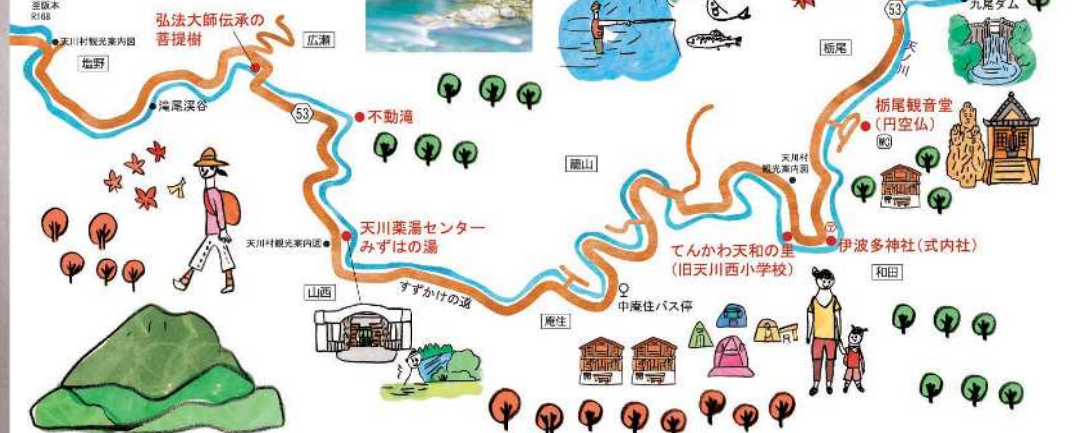 至阪本
R168
天川村観光案内図
塩野
弘法大師伝承の
菩提樹
広瀬
滝尾渓谷
53
不動滝
天川薬湯センター
みずはの湯
天川村観光案内図
山西
すずかけの道
庵住
中庵住バス停
籠山
てんかわ天和の里
(旧天川西小学校)
伊波多神社(式内社)
和田
天川村
観光案内図
栃尾観音堂
(円空仏)
WC
栃尾
天ノ川
53
九尾ダム